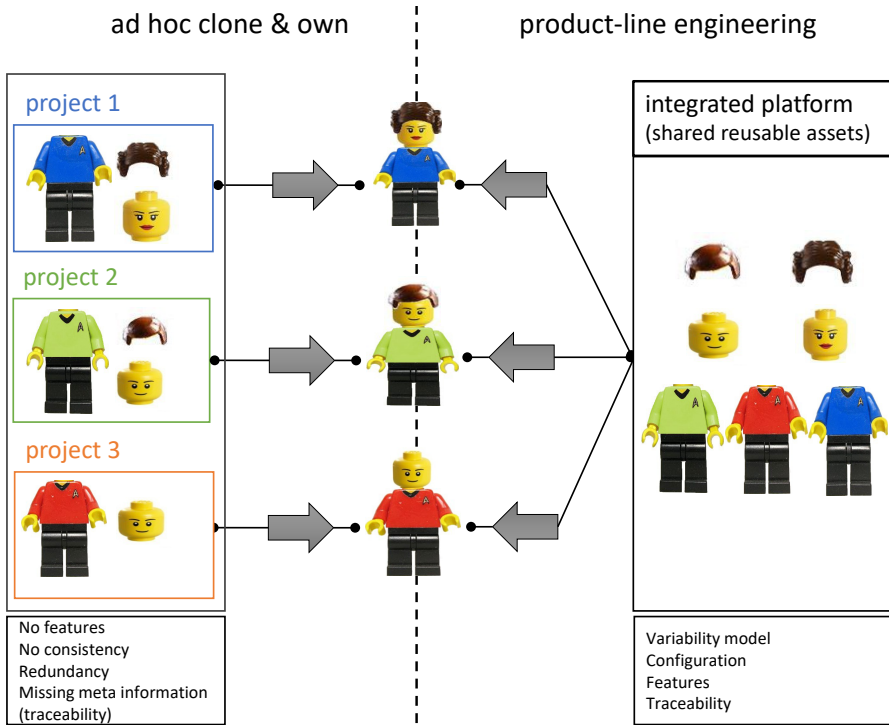 ad hoc clone & own
product-line engineering
project 1
project 2
project 3
integrated platform
(shared reusable assets)
No features
No consistency
Redundancy
Missing meta information
(traceability)
Variability model
Configuration
Features
Traceability